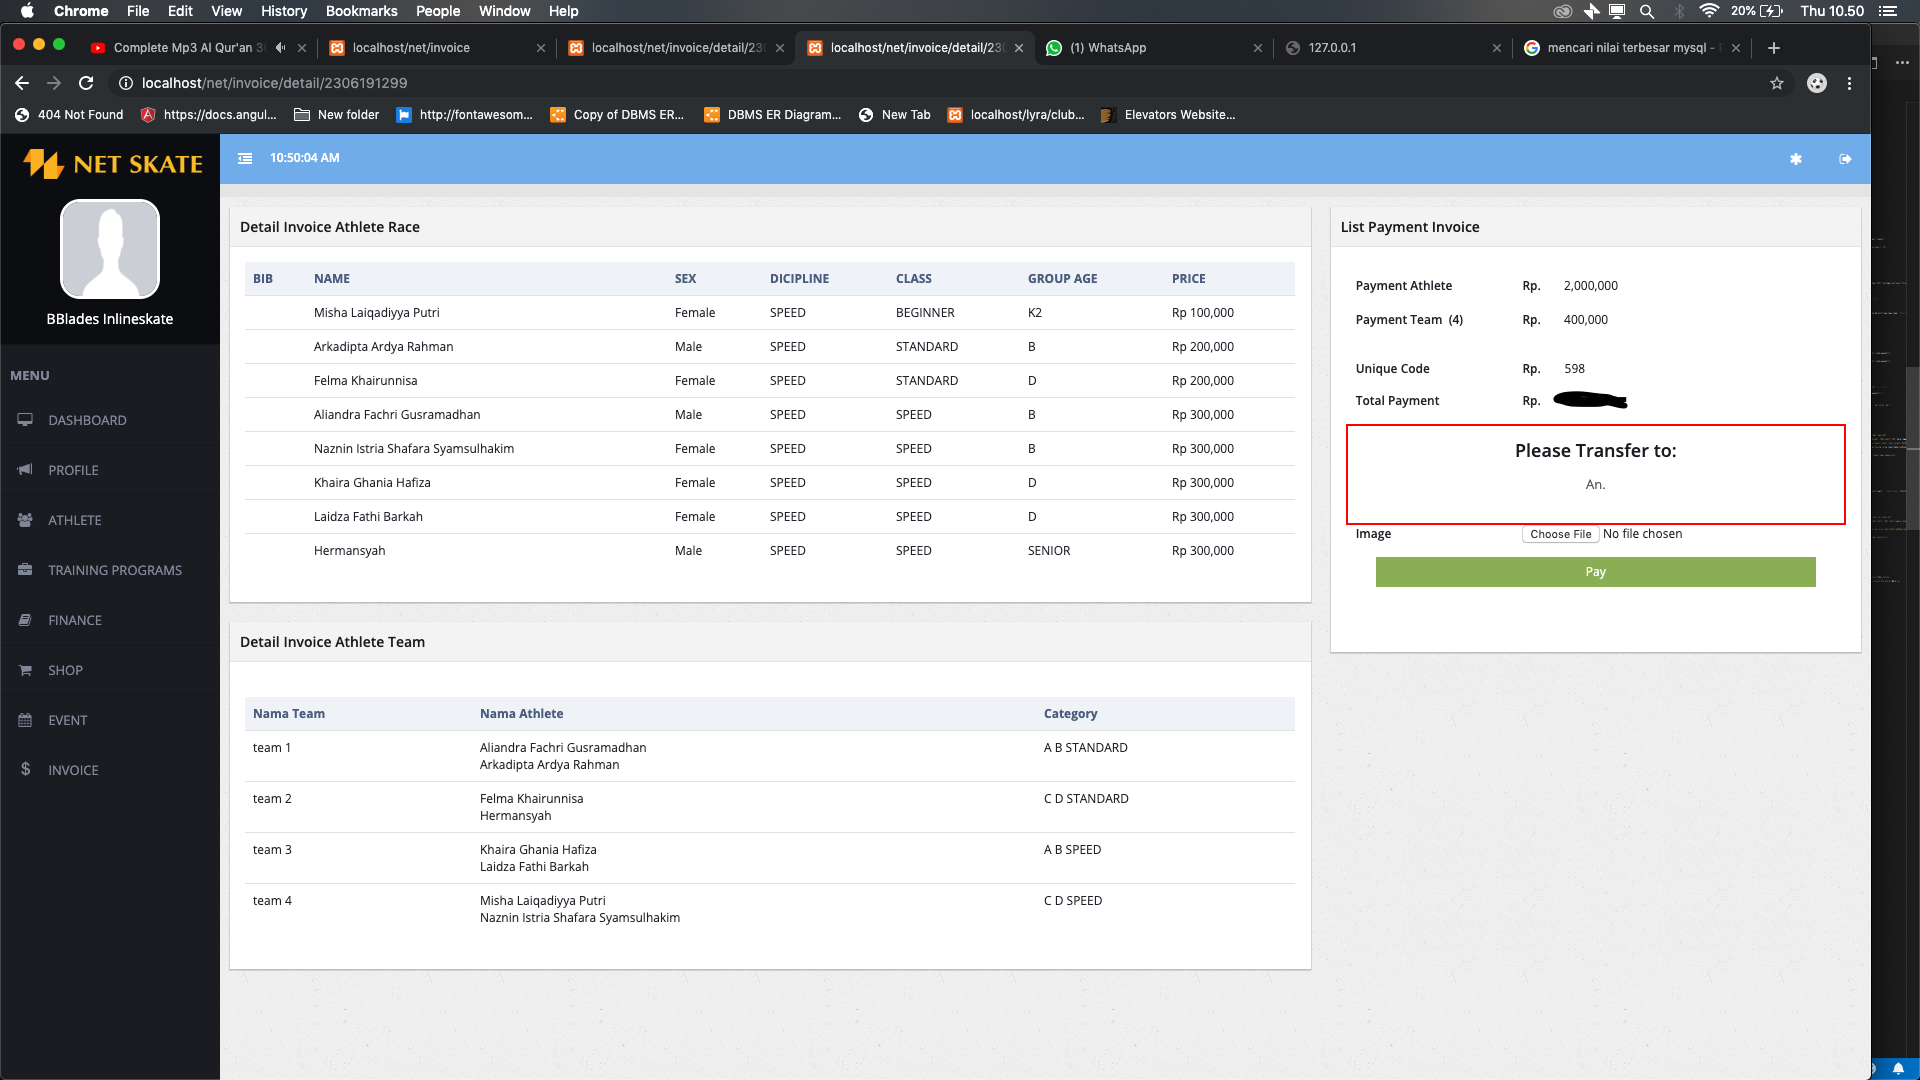 Chrome File Edit View History Bookmarks People Window Help 20% Thu 10.50
Complete Mp3 Al Qur'an 30
localhost/net/invoice
localhost/net/invoice/detail/230
localhost/net/invoice/detail/230
(1) WhatsApp
127.0.0.1
mencari nilai terbesar mysql -
localhost/net/invoice/detail/2306191299
404 Not Found https://docs.angul... New folder http://fontawesom... Copy of DBMS ER... DBMS ER Diagram... New Tab localhost/lyra/club... Elevators Website...
NET SKATE
BBlades Inlineskate
MENU
DASHBOARD
PROFILE
ATHLETE
TRAINING PROGRAMS
FINANCE
SHOP
EVENT
INVOICE
10:50:04 AM
Detail Invoice Athlete Race
BIB NAME SEX DICIPLINE CLASS GROUP AGE PRICE
Misha Laiqadiyya Putri Female SPEED BEGINNER K2 Rp 100,000
Arkadipta Ardya Rahman Male SPEED STANDARD B Rp 200,000
Felma Khairunnisa Female SPEED STANDARD D Rp 200,000
Aliandra Fachri Gusramadhan Male SPEED SPEED B Rp 300,000
Naznin Istria Shafara Syamsulhakim Female SPEED SPEED B Rp 300,000
Khaira Ghania Hafiza Female SPEED SPEED D Rp 300,000
Laidza Fathi Barkah Female SPEED SPEED D Rp 300,000
Hermansyah Male SPEED SPEED SENIOR Rp 300,000
Detail Invoice Athlete Team
Nama Team Nama Athlete Category
team 1 Aliandra Fachri Gusramadhan A B STANDARD
Arkadipta Ardya Rahman
team 2 Felma Khairunnisa C D STANDARD
Hermansyah
team 3 Khaira Ghania Hafiza A B SPEED
Laidza Fathi Barkah
team 4 Misha Laiqadiyya Putri C D SPEED
Naznin Istria Shafara Syamsulhakim
List Payment Invoice
Payment Athlete Rp. 2,000,000
Payment Team (4) Rp. 400,000
Unique Code Rp. 598
Total Payment Rp.
Please Transfer to:
An.
Image Choose File No file chosen
Pay